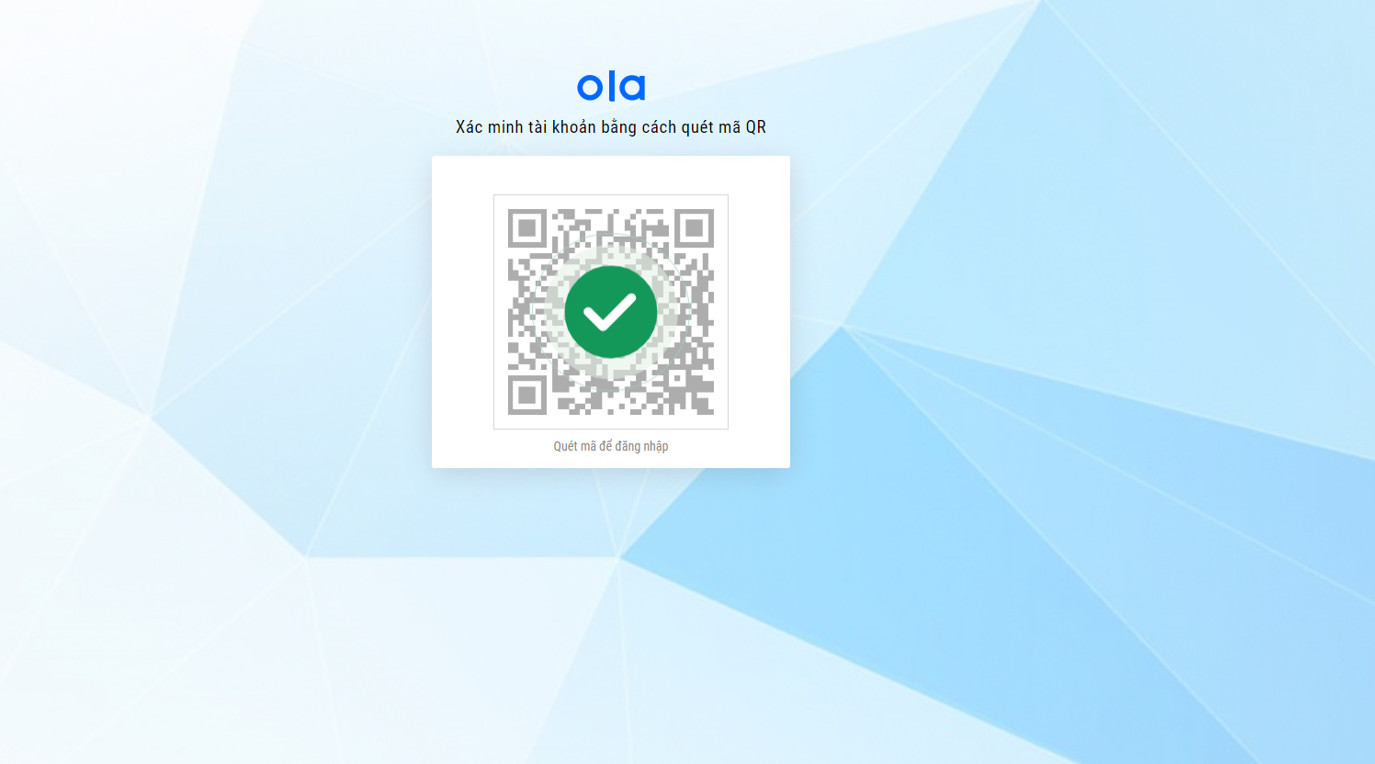 ola
Xác minh tài khoản bằng cách quét mã QR
Quét mã để đăng nhập